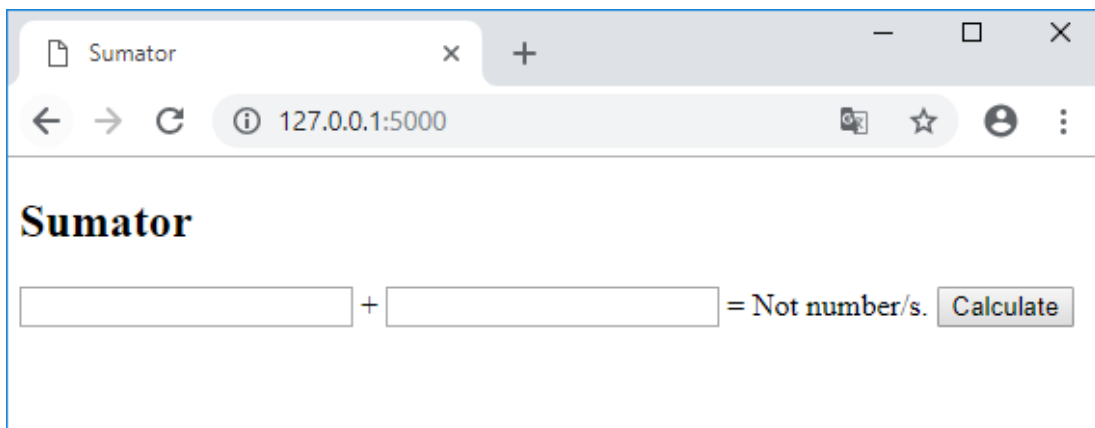 Sumator
127.0.0.1:5000
Sumator
+ = Not number/s. Calculate